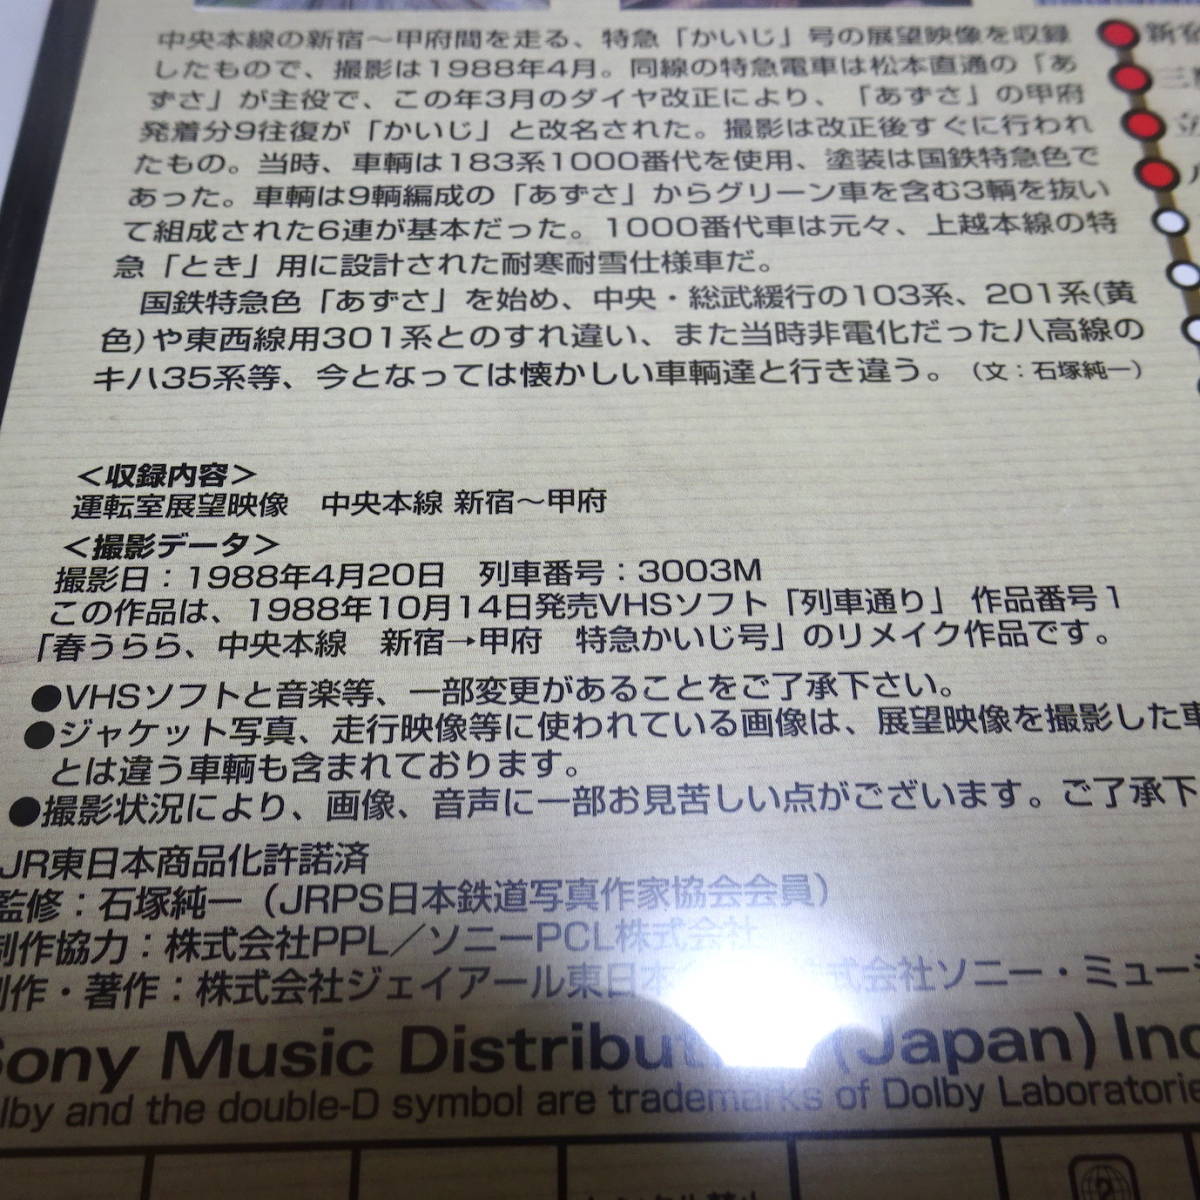 中央本線の新宿〜甲府間を走る、特急「かいじ」号の展望映像を収録
したもので、撮影は1988年4月。同線の特急電車は松本直通の「あ
ずさ」が主役で、この年3月のダイヤ改正により、「あずさ」の甲府
発着分9往復が「かいじ」と改名された。撮影は改正後すぐに行われ
たもの。当時、車輌は183系1000番代を使用、塗装は国鉄特急色で
あった。車輌は9輌編成の「あずさ」からグリーン車を含む3輌を抜い
て組成された6連が基本だった。1000番代車は元々、上越本線の特
急「とき」用に設計された耐寒耐雪仕様車だ。
国鉄特急色「あずさ」を始め、中央・総武緩行の103系、201系(黄
色)や東西線用301系とのすれ違い、また当時非電化だった八高線の
キハ35系等、今となっては懐かしい車輌達と行き違う。（文：石塚純一）
新宿
三
立
＜収録内容＞
運転室展望映像　中央本線 新宿〜甲府
＜撮影データ＞
撮影日：1988年4月20日　列車番号：3003M
この作品は、1988年10月14日発売VHSソフト「列車通り」 作品番号1
「春うらら、中央本線　新宿→甲府　特急かいじ号」のリメイク作品です。
●VHSソフトと音楽等、一部変更があることをご了承下さい。
●ジャケット写真、走行映像等に使われている画像は、展望映像を撮影した車
とは違う車輌も含まれております。
●撮影状況により、画像、音声に一部お見苦しい点がございます。ご了承下
JR東日本商品化許諾済
監修：石塚純一（JRPS日本鉄道写真作家協会会員）
制作協力：株式会社PPL／ソニーPCL株式会社
制作・著作：株式会社ジェイアール東日本 式会社ソニー・ミュー
Sony Music Distribut (Japan) Inc
lby and the double-D symbol are trademarks of Dolby Laboratorie